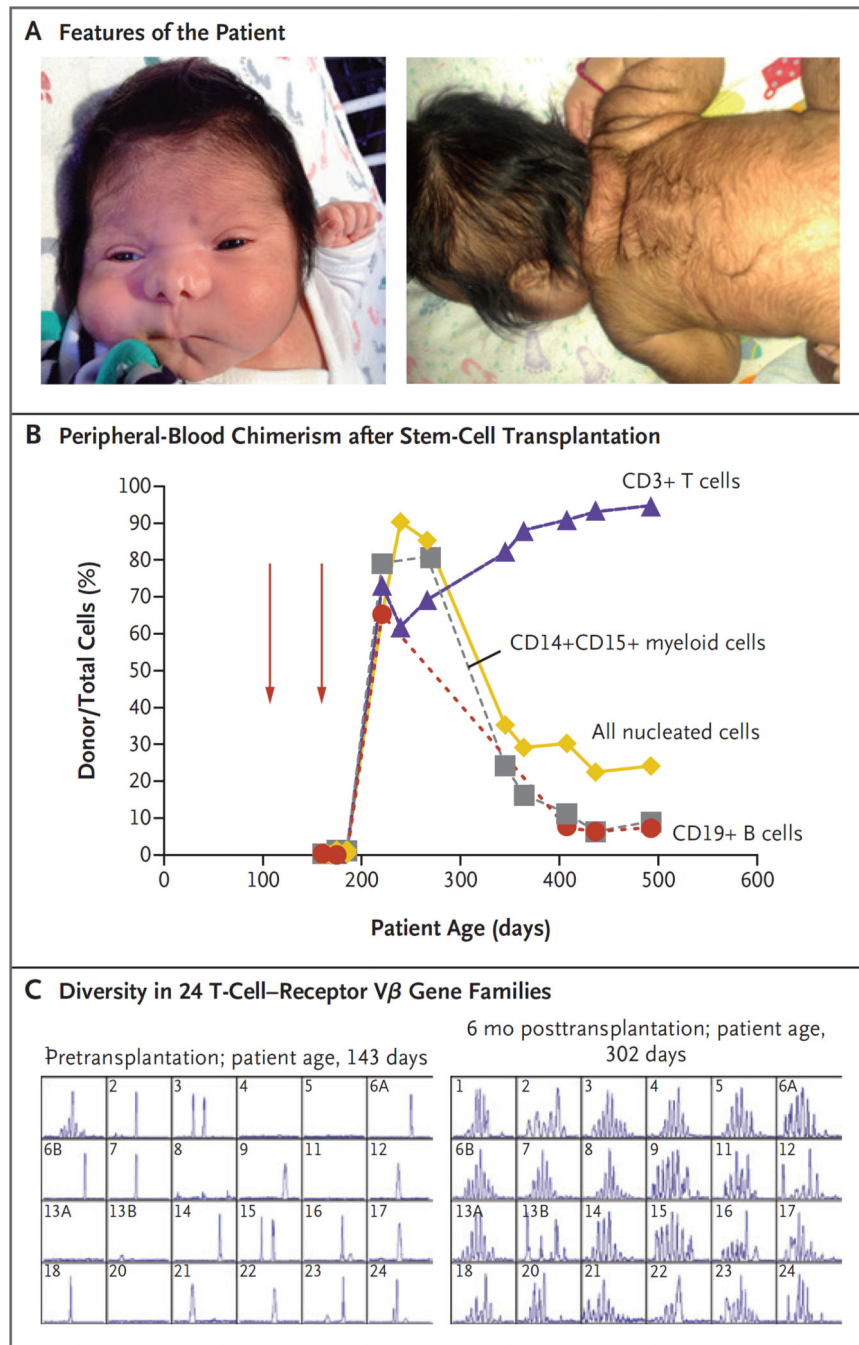 A Features of the Patient
B Peripheral-Blood Chimerism after Stem-Cell Transplantation
Donor/Total Cells (%)
100
90
80
70
60
50
40
30
20
10
0
CD3+ T cells
CD14+CD15+ myeloid cells
All nucleated cells
CD19+ B cells
0 100 200 300 400 500 600
Patient Age (days)
C Diversity in 24 T-Cell–Receptor Vβ Gene Families
Pretransplantation; patient age, 143 days
1 2 3 4 5 6A
6B 7 8 9 11 12
13A 13B 14 15 16 17
18 20 21 22 23 24
6 mo posttransplantation; patient age,
302 days
1 2 3 4 5 6A
6B 7 8 9 11 12
13A 13B 14 15 16 17
18 20 21 22 23 24